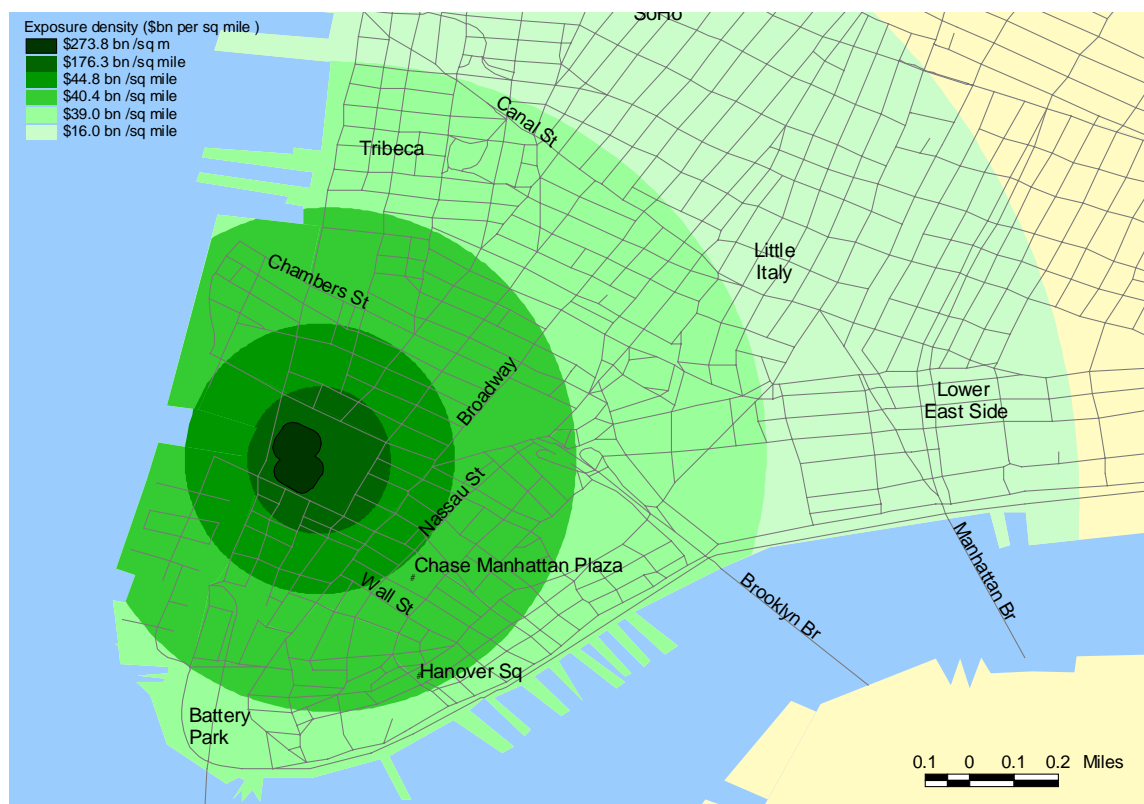 Exposure density ($bn per sq mile )
$273.8 bn /sq m
$176.3 bn /sq mile
$44.8 bn /sq mile
$40.4 bn /sq mile
$39.0 bn /sq mile
$16.0 bn /sq mile
SoHo
Canal St
Tribeca
Little
Italy
Chambers St
Broadway
Lower
East Side
Nassau St
Chase Manhattan Plaza
Wall St
Manhattan Br
Brooklyn Br
Hanover Sq
Battery
Park
0.1 0 0.1 0.2 Miles